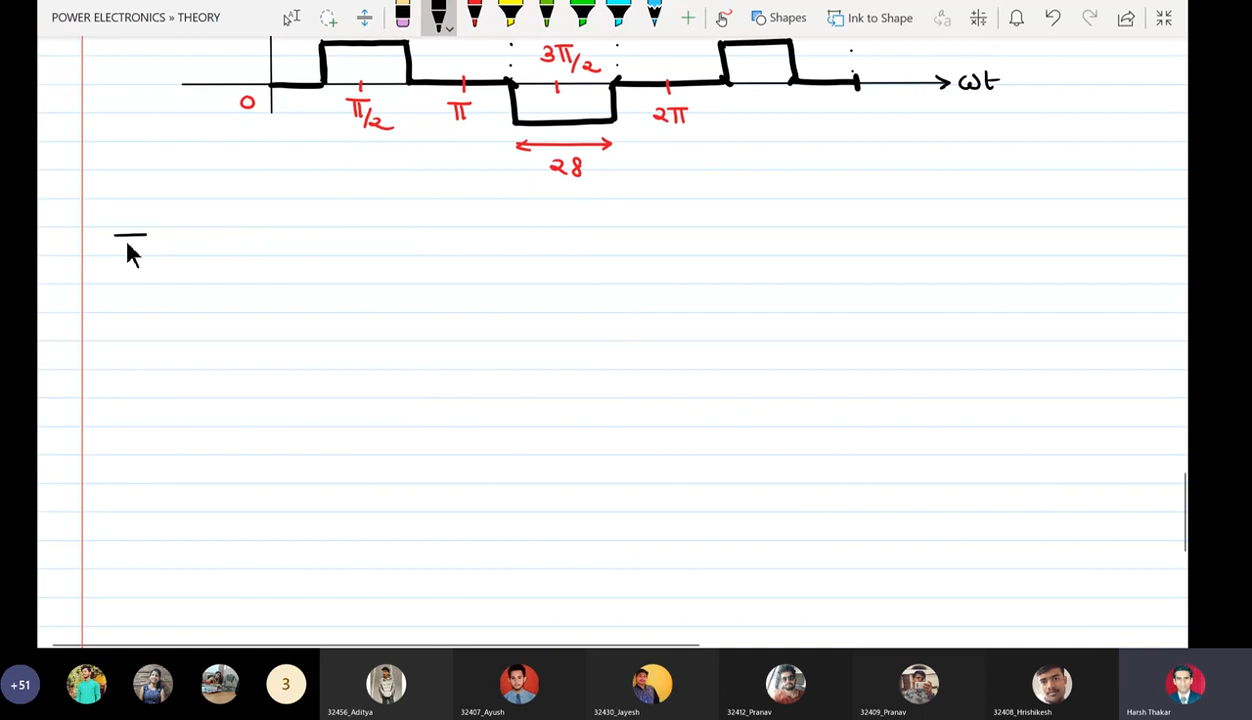 POWER ELECTRONICS » THEORY
Shapes
Ink to Shape
3π/2
ωt
0
π/2
π
2π
28
+51
3
32456_Aditya
32407_Ayush
32430_Jayesh
32412_Pranav
32409_Pranav
32408_Hrishikesh
Harsh Thakar